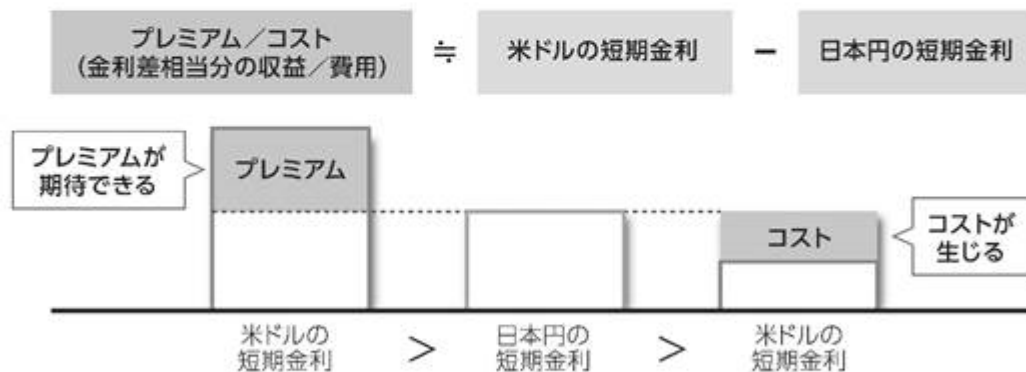 プレミアム／コスト
（金利差相当分の収益／費用）
≒
米ドルの短期金利
－
日本円の短期金利
プレミアムが
期待できる
プレミアム
コスト
コストが
生じる
米ドルの
短期金利
＞
日本円の
短期金利
＞
米ドルの
短期金利